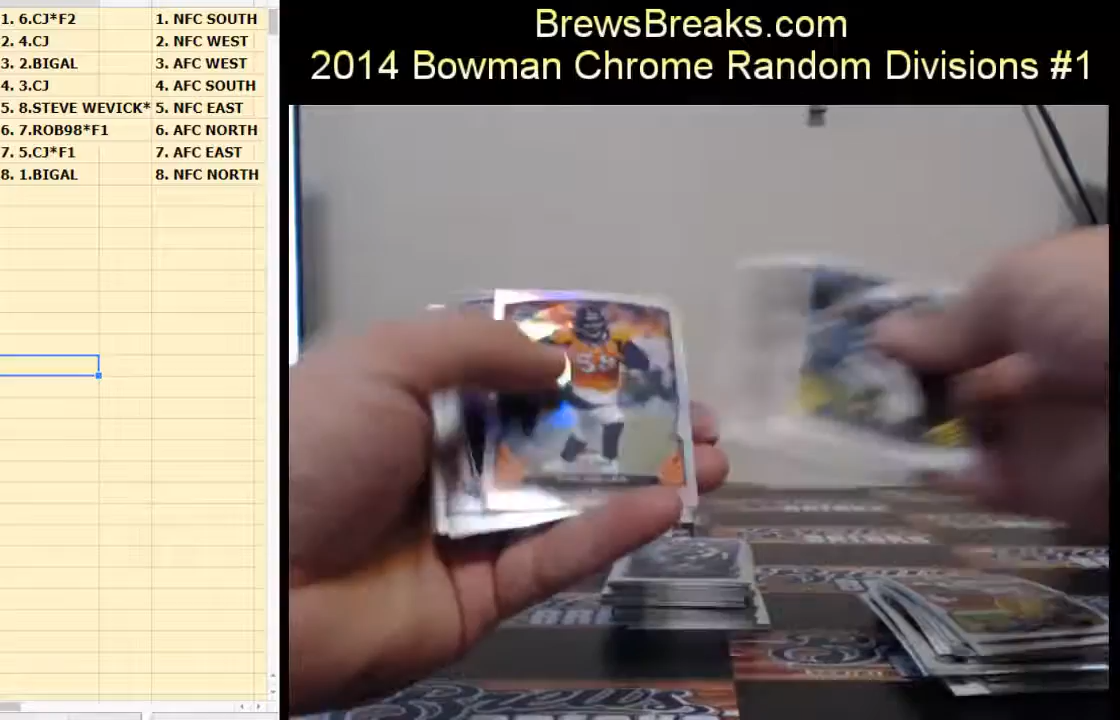 BrewsBreaks.com
2014 Bowman Chrome Random Divisions #1
1. 6.CJ*F2 1. NFC SOUTH
2. 4.CJ 2. NFC WEST
3. 2.BIGAL 3. AFC WEST
4. 3.CJ 4. AFC SOUTH
5. 8.STEVE WEVICK* 5. NFC EAST
6. 7.ROB98*F1 6. AFC NORTH
7. 5.CJ*F1 7. AFC EAST
8. 1.BIGAL 8. NFC NORTH
58